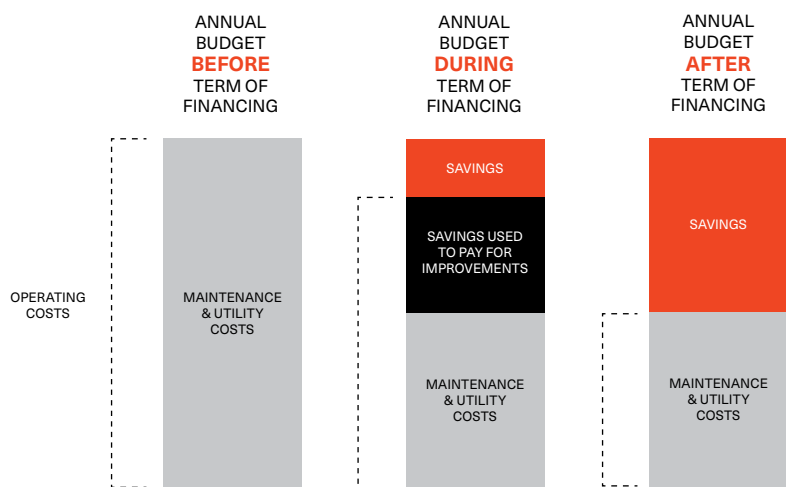 ANNUAL
BUDGET
BEFORE
TERM OF
FINANCING
ANNUAL
BUDGET
DURING
TERM OF
FINANCING
ANNUAL
BUDGET
AFTER
TERM OF
FINANCING
OPERATING
COSTS
MAINTENANCE
& UTILITY
COSTS
SAVINGS
SAVINGS USED
TO PAY FOR
IMPROVEMENTS
MAINTENANCE
& UTILITY
COSTS
SAVINGS
MAINTENANCE
& UTILITY
COSTS